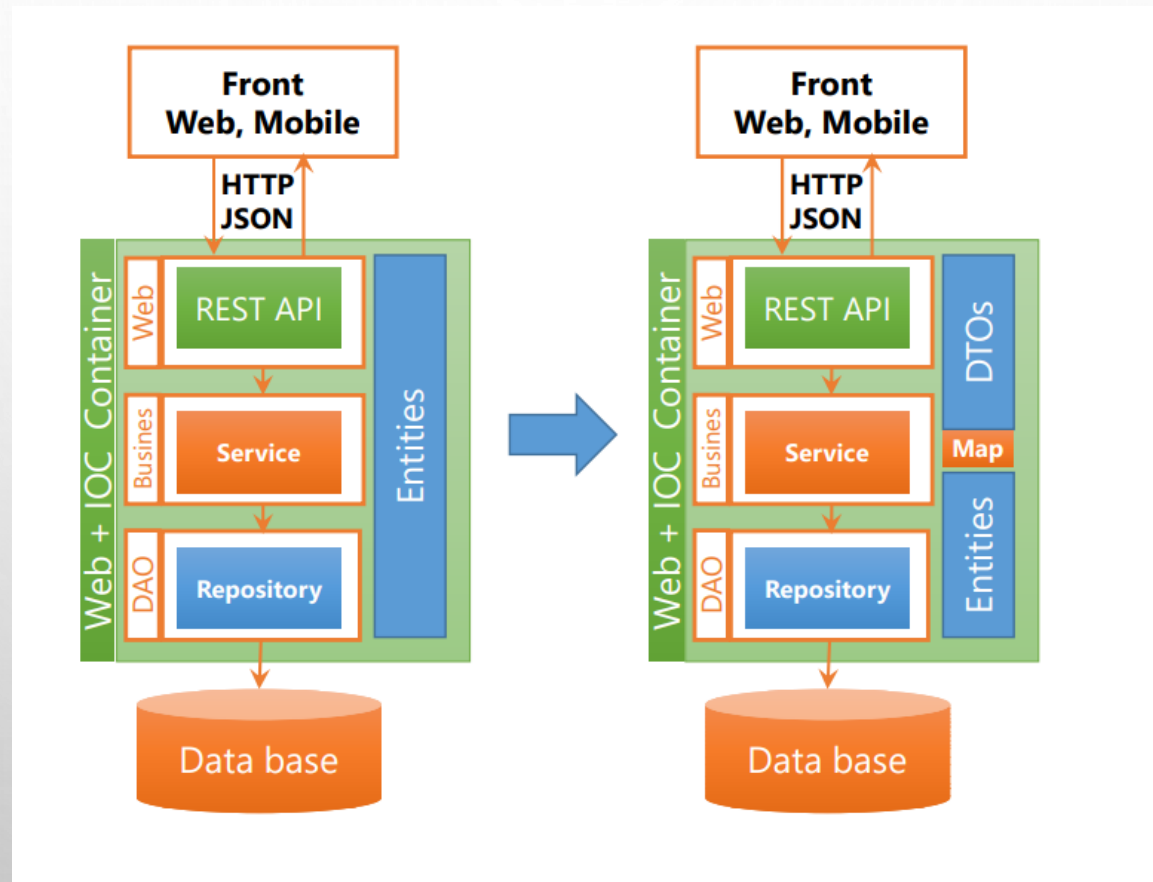 Front
Web, Mobile
HTTP
JSON
Web + IOC Container
Web
REST API
Busines
Service
DAO
Repository
Entities
Data base
Front
Web, Mobile
HTTP
JSON
Web + IOC Container
Web
REST API
Busines
Service
DAO
Repository
DTOs
Map
Entities
Data base